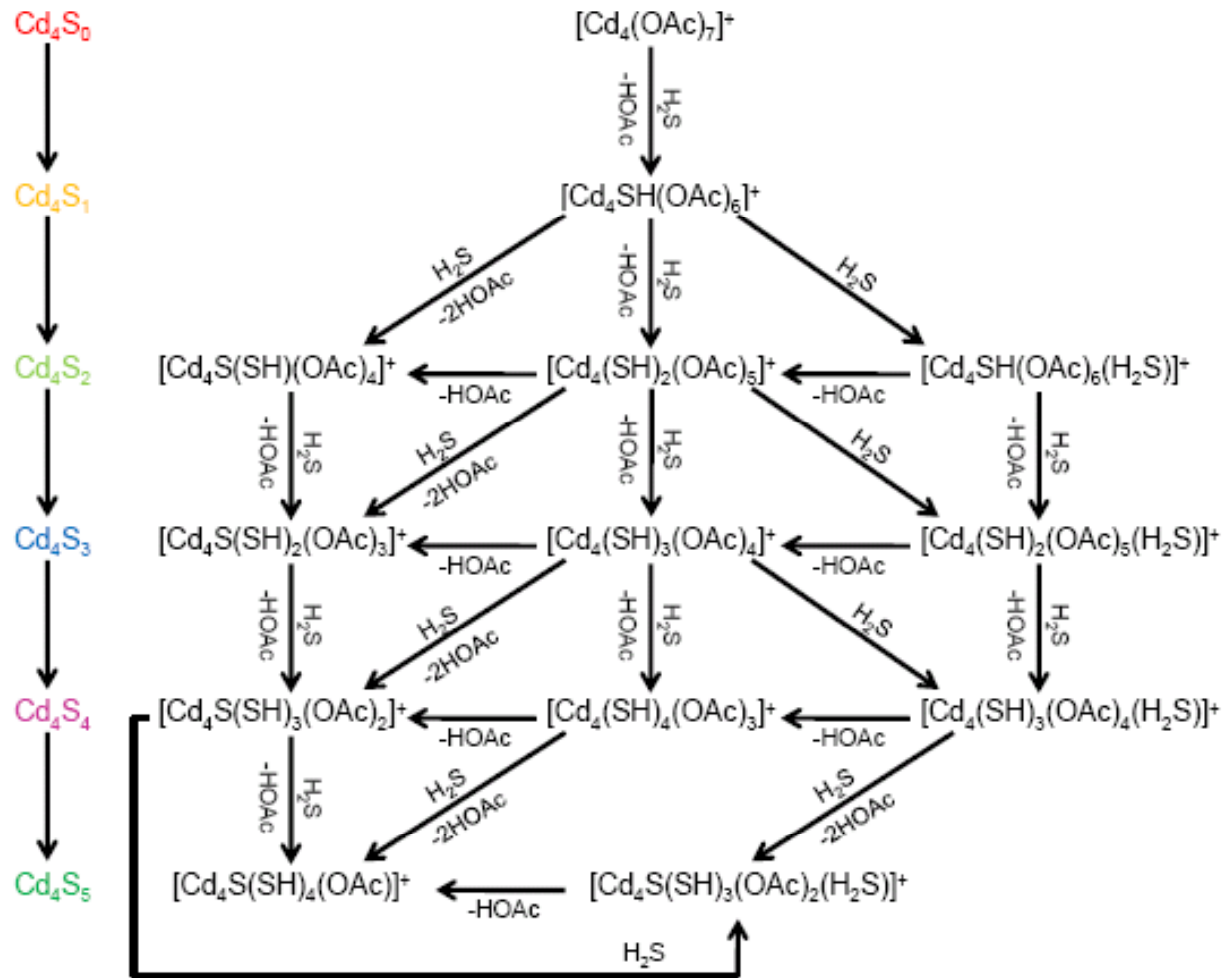 Cd₄S₀ [Cd₄(OAc)₇]⁺
H₂S
-HOAc
Cd₄S₁ [Cd₄SH(OAc)₆]⁺
H₂S
-2HOAc
H₂S
-HOAc
H₂S
Cd₄S₂ [Cd₄S(SH)(OAc)₄]⁺ [Cd₄(SH)₂(OAc)₅]⁺ [Cd₄SH(OAc)₆(H₂S)]⁺
-HOAc
-HOAc
H₂S
-HOAc
H₂S
-2HOAc
H₂S
-HOAc
H₂S
H₂S
-HOAc
Cd₄S₃ [Cd₄S(SH)₂(OAc)₃]⁺ [Cd₄(SH)₃(OAc)₄]⁺ [Cd₄(SH)₂(OAc)₅(H₂S)]⁺
-HOAc
-HOAc
H₂S
-HOAc
H₂S
-2HOAc
H₂S
-HOAc
H₂S
H₂S
-HOAc
Cd₄S₄ [Cd₄S(SH)₃(OAc)₂]⁺ [Cd₄(SH)₄(OAc)₃]⁺ [Cd₄(SH)₃(OAc)₄(H₂S)]⁺
-HOAc
-HOAc
H₂S
-HOAc
H₂S
-2HOAc
H₂S
-2HOAc
Cd₄S₅ [Cd₄S(SH)₄(OAc)]⁺ [Cd₄S(SH)₃(OAc)₂(H₂S)]⁺
-HOAc
H₂S